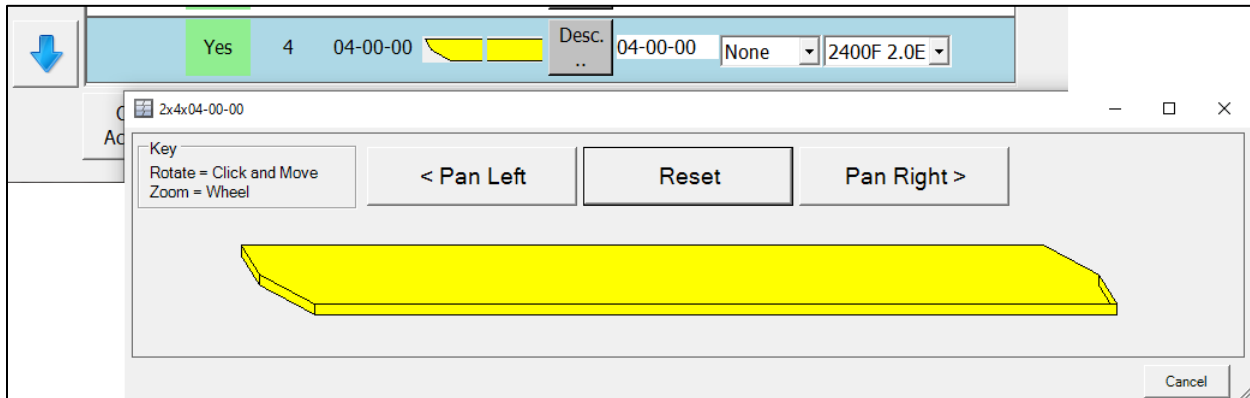 Yes 4 04-00-00 Desc. .. 04-00-00 None 2400F 2.0E
2x4x04-00-00
Key
Rotate = Click and Move
Zoom = Wheel
< Pan Left Reset Pan Right >
Cancel